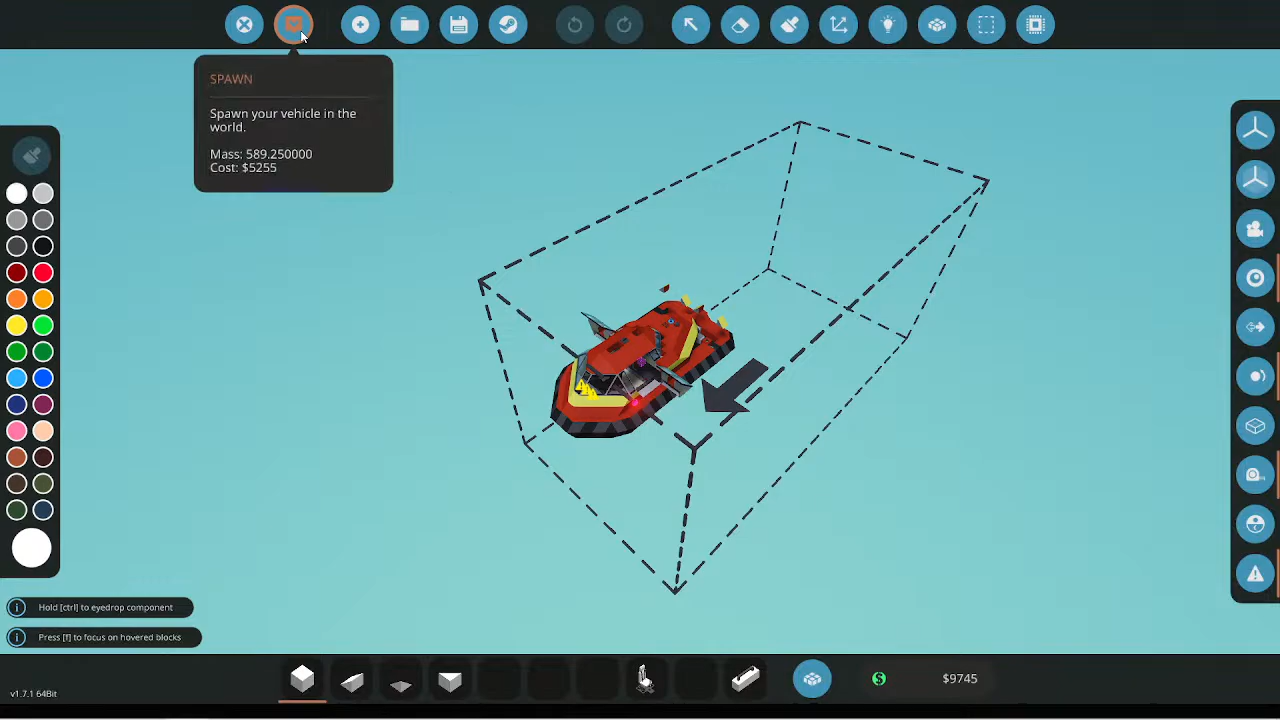 SPAWN
Spawn your vehicle in the
world.
Mass: 589.250000
Cost: $5255
Hold [ctrl] to eyedrop component
Press [f] to focus on hovered blocks
v1.7.1 64Bit
$9745